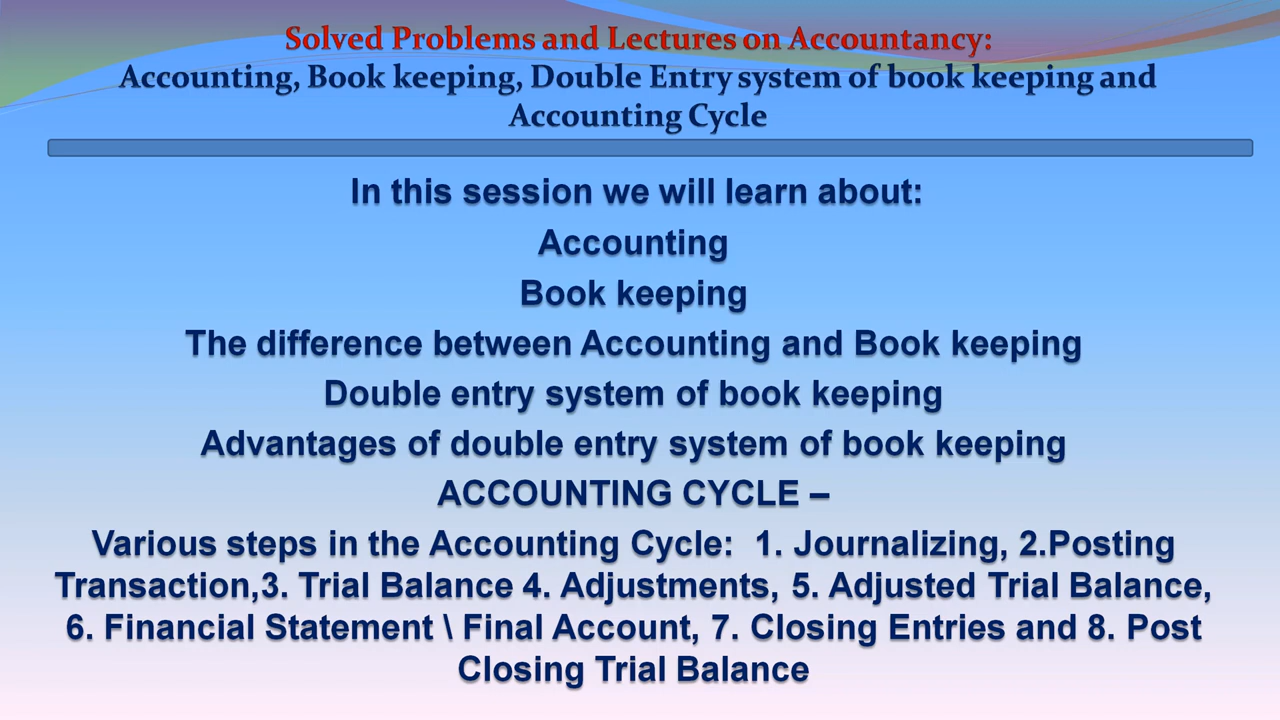 Solved Problems and Lectures on Accountancy:
Accounting, Book keeping, Double Entry system of book keeping and
Accounting Cycle
In this session we will learn about:
Accounting
Book keeping
The difference between Accounting and Book keeping
Double entry system of book keeping
Advantages of double entry system of book keeping
ACCOUNTING CYCLE –
Various steps in the Accounting Cycle:  1. Journalizing, 2.Posting
Transaction,3. Trial Balance 4. Adjustments, 5. Adjusted Trial Balance,
6. Financial Statement \ Final Account, 7. Closing Entries and 8. Post
Closing Trial Balance